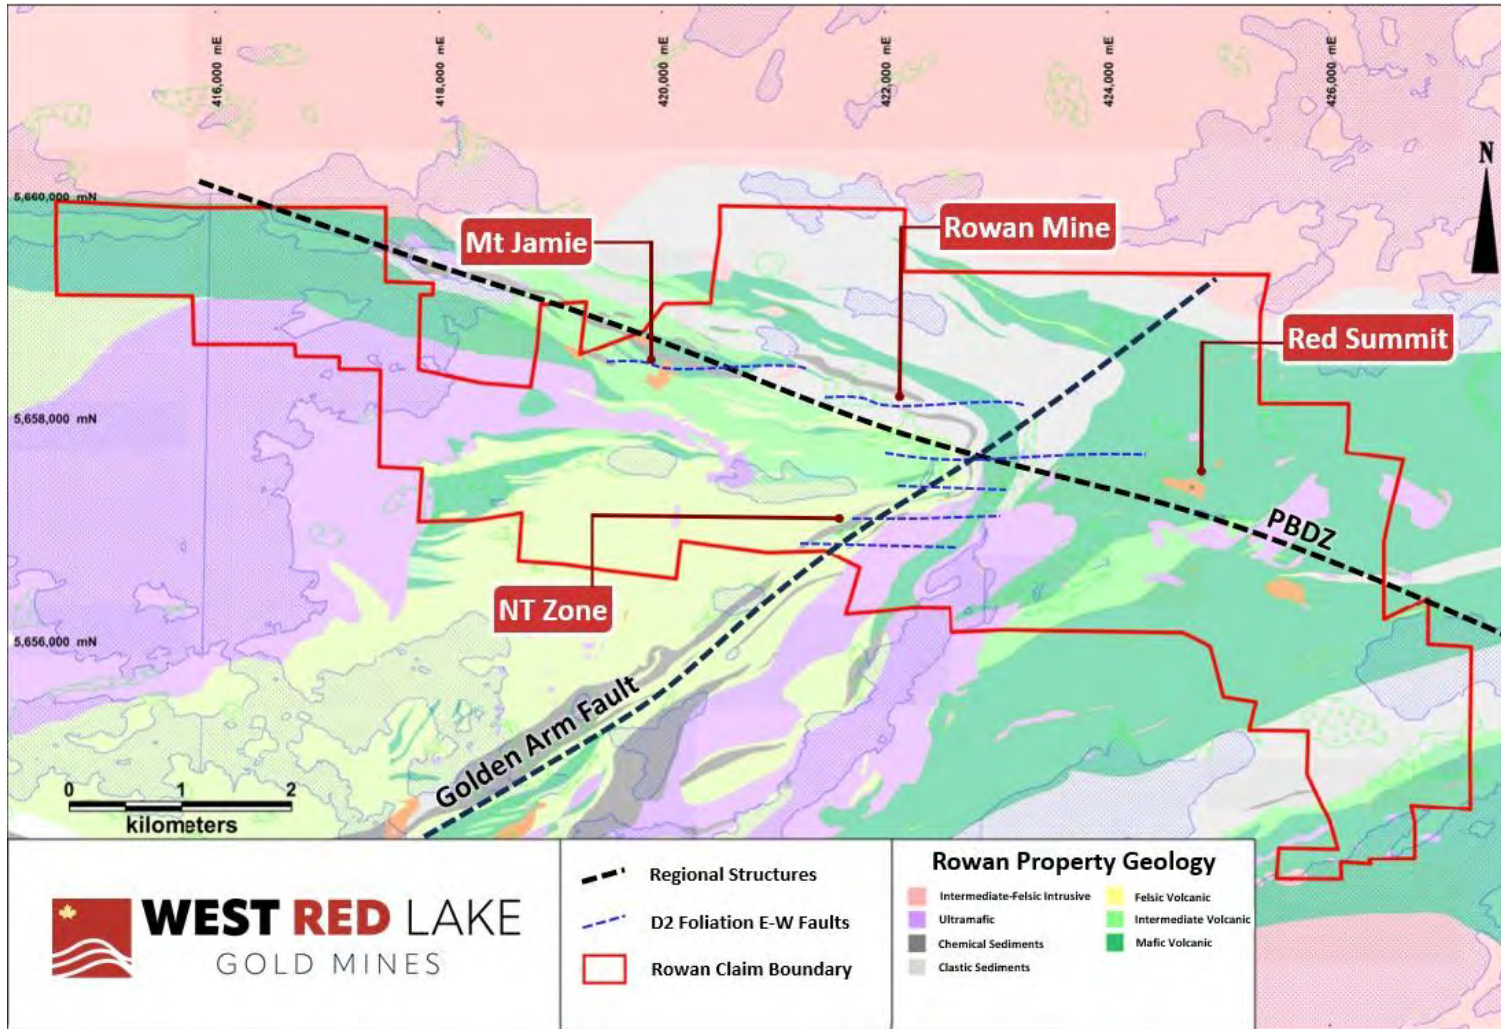 416,000 mE
418,000 mE
420,000 mE
422,000 mE
424,000 mE
426,000 mE
N
5,660,000 mN
Mt Jamie
Rowan Mine
Red Summit
5,658,000 mN
PBDZ
NT Zone
5,656,000 mN
Golden Arm Fault
0 1 2
kilometers
WEST RED LAKE
GOLD MINES
Regional Structures
D2 Foliation E-W Faults
Rowan Claim Boundary
Rowan Property Geology
Intermediate-Felsic Intrusive
Ultramafic
Chemical Sediments
Clastic Sediments
Felsic Volcanic
Intermediate Volcanic
Mafic Volcanic